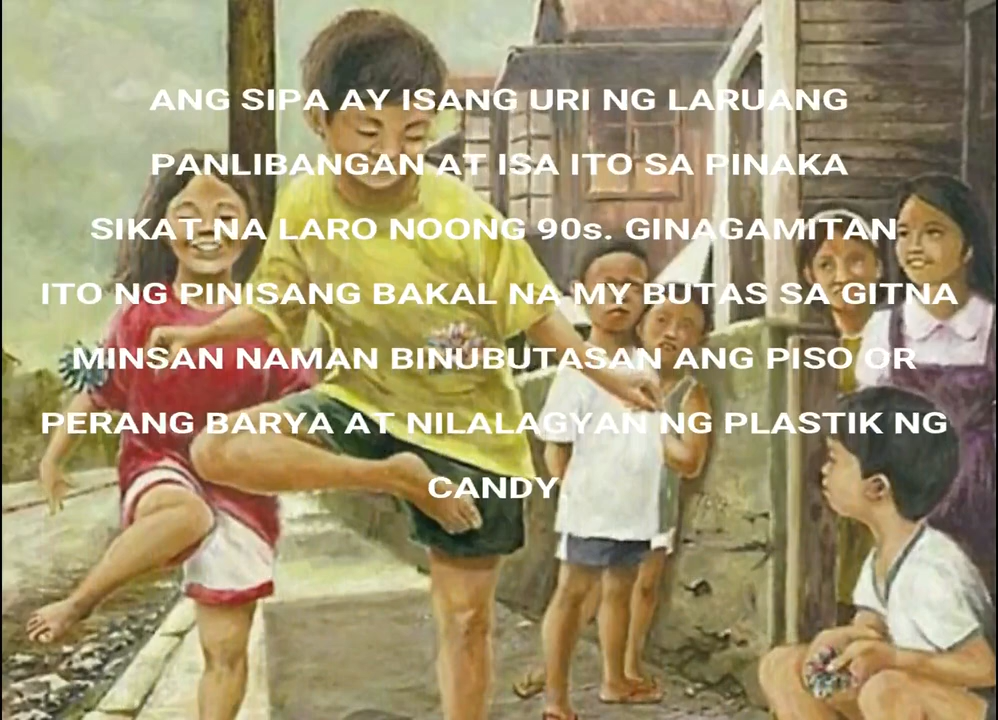 ANG SIPA AY ISANG URI NG LARUANG
PANLIBANGAN AT ISA ITO SA PINAKA
SIKAT NA LARO NOONG 90s. GINAGAMITAN
ITO NG PINISANG BAKAL NA MY BUTAS SA GITNA
MINSAN NAMAN BINUBUTASAN ANG PISO OR
PERANG BARYA AT NILALAGYAN NG PLASTIK NG
CANDY.